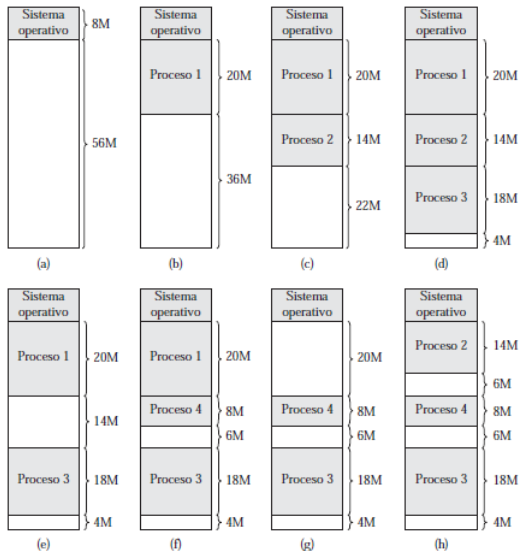 Sistema
operativo
8M
56M
(a)
Sistema
operativo
Proceso 1
20M
36M
(b)
Sistema
operativo
Proceso 1
20M
Proceso 2
14M
22M
(c)
Sistema
operativo
Proceso 1
20M
Proceso 2
14M
Proceso 3
18M
4M
(d)
Sistema
operativo
Proceso 1
20M
14M
Proceso 3
18M
4M
(e)
Sistema
operativo
Proceso 1
20M
Proceso 4
8M
6M
Proceso 3
18M
4M
(f)
Sistema
operativo
20M
Proceso 4
8M
6M
Proceso 3
18M
4M
(g)
Sistema
operativo
Proceso 2
14M
6M
Proceso 4
8M
6M
Proceso 3
18M
4M
(h)